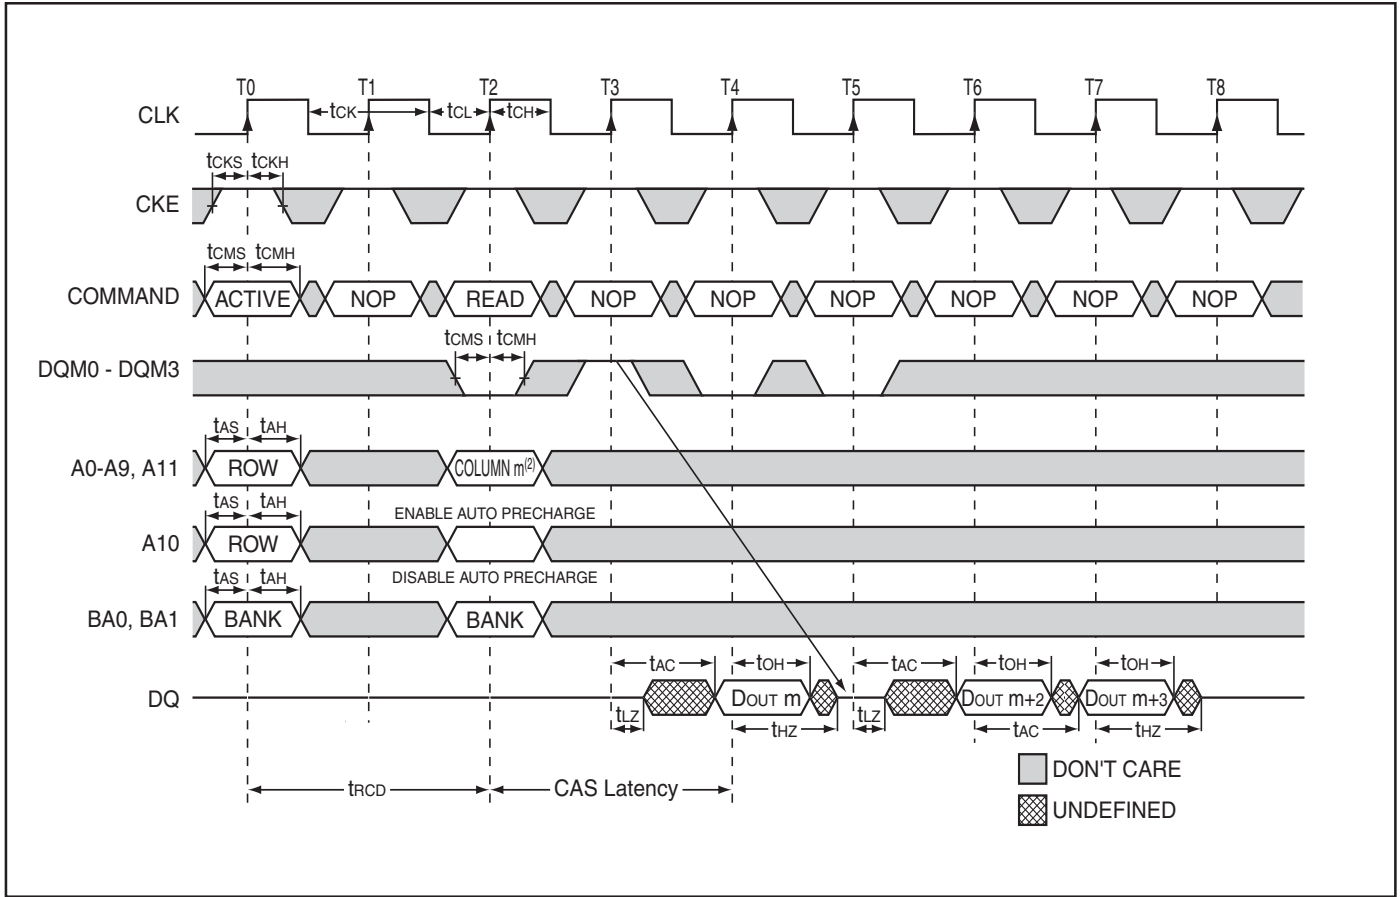 T0 T1 T2 T3 T4 T5 T6 T7 T8
CLK tCK tCL tCH
tCKS tCKH
CKE
tCMS tCMH
COMMAND ACTIVE NOP READ NOP NOP NOP NOP NOP NOP
tCMS tCMH
DQM0 - DQM3
tAS tAH
A0-A9, A11 ROW COLUMN m(2)
tAS tAH ENABLE AUTO PRECHARGE
A10 ROW
tAS tAH DISABLE AUTO PRECHARGE
BA0, BA1 BANK BANK
tAC tOH tAC tOH tOH
DQ DOUT m DOUT m+2 DOUT m+3
tLZ tHZ tLZ tAC tHZ
DON'T CARE
tRCD CAS Latency
UNDEFINED